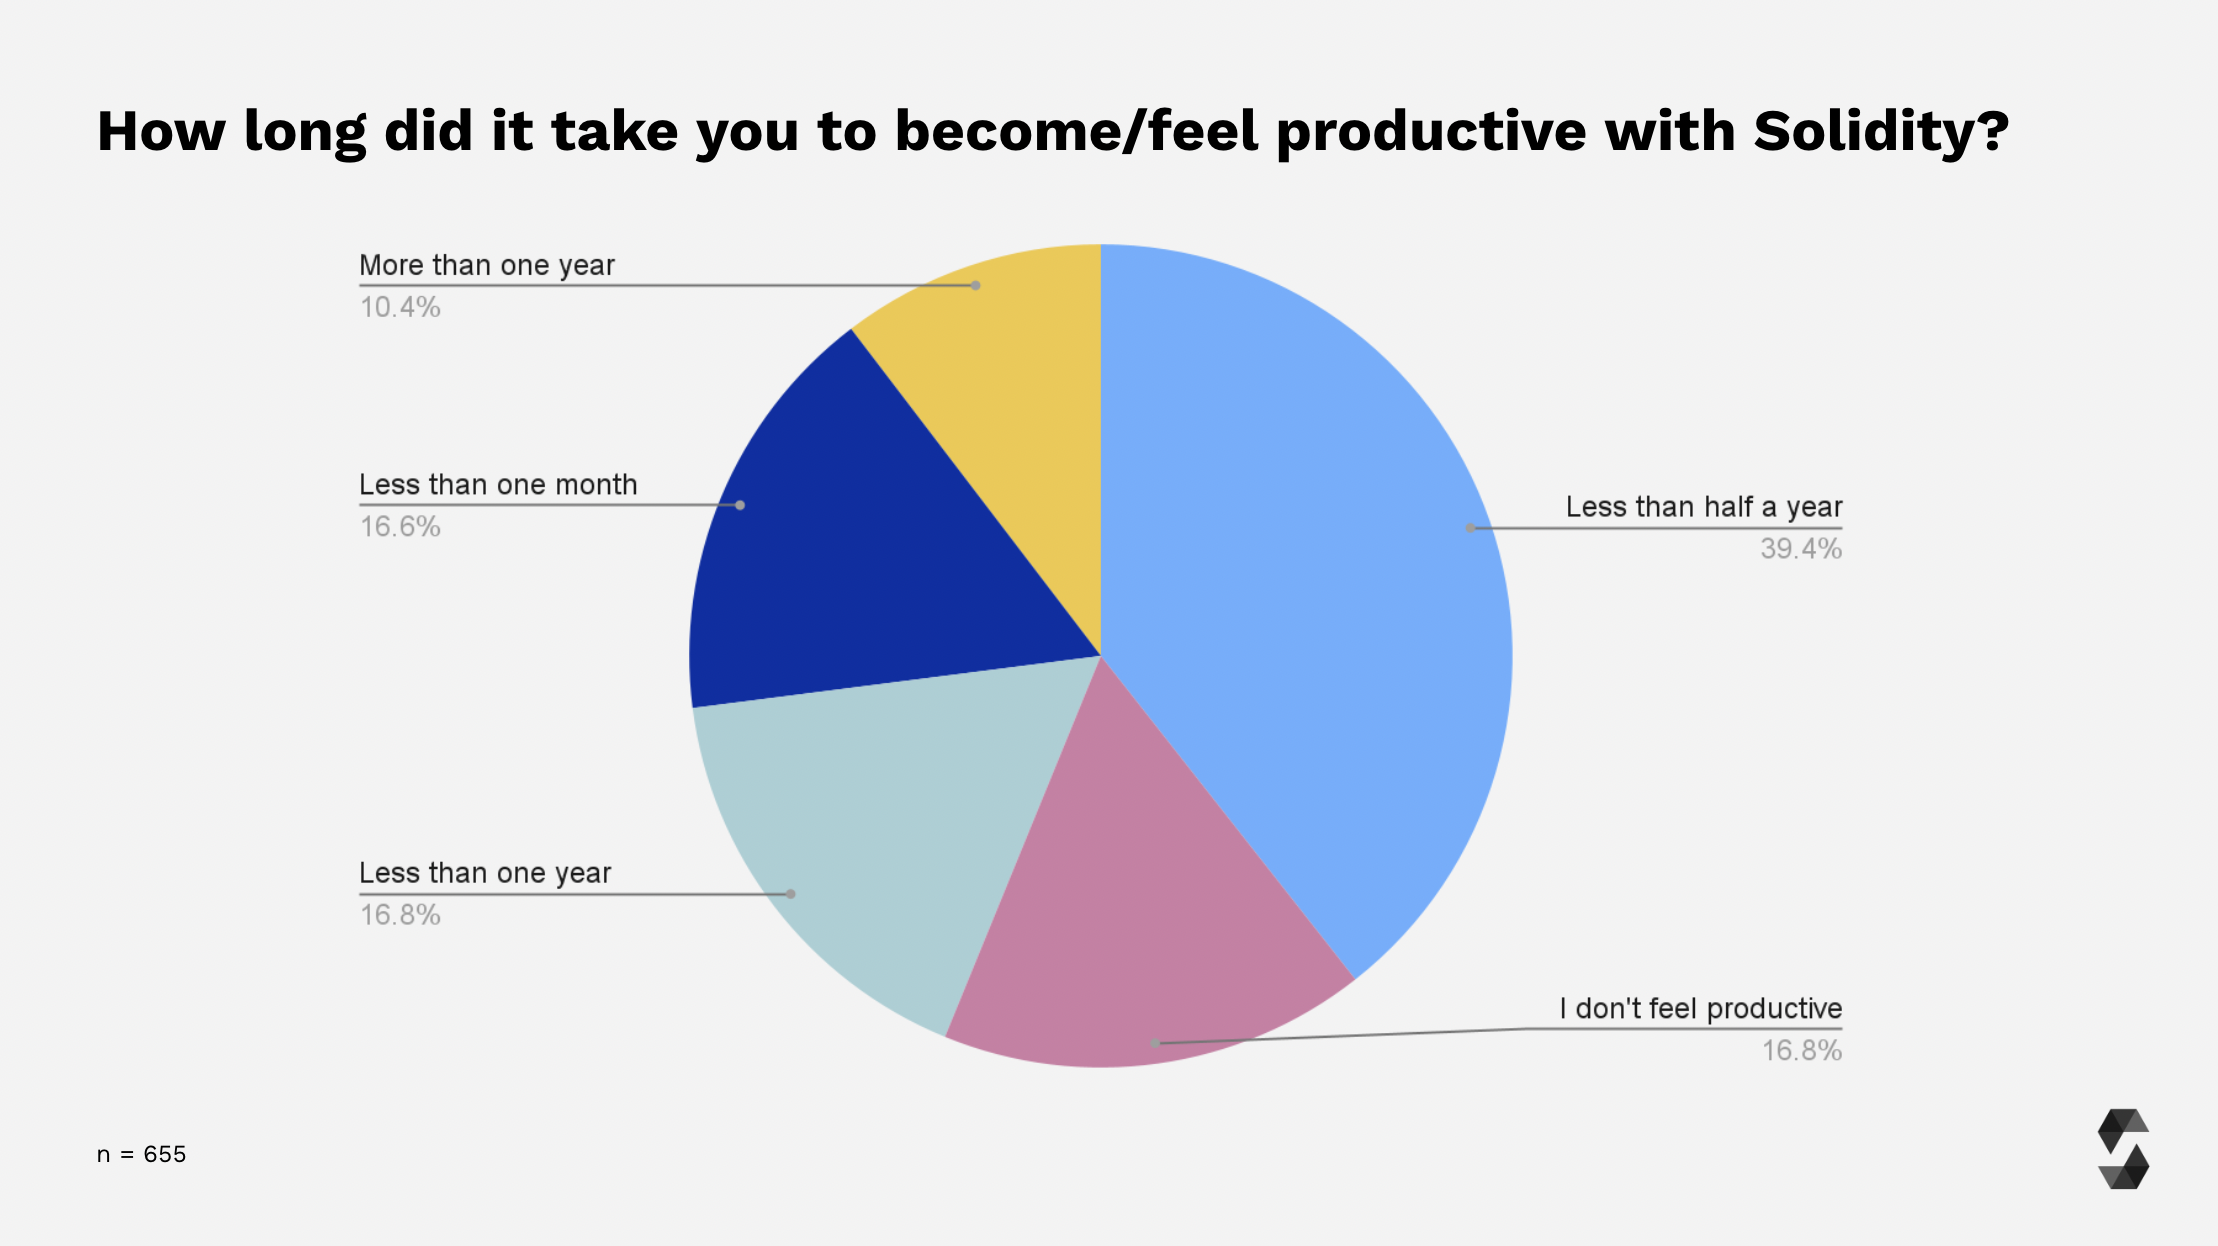 How long did it take you to become/feel productive with Solidity?
More than one year
10.4%
Less than one month
16.6%
Less than half a year
39.4%
Less than one year
16.8%
I don't feel productive
16.8%
n = 655